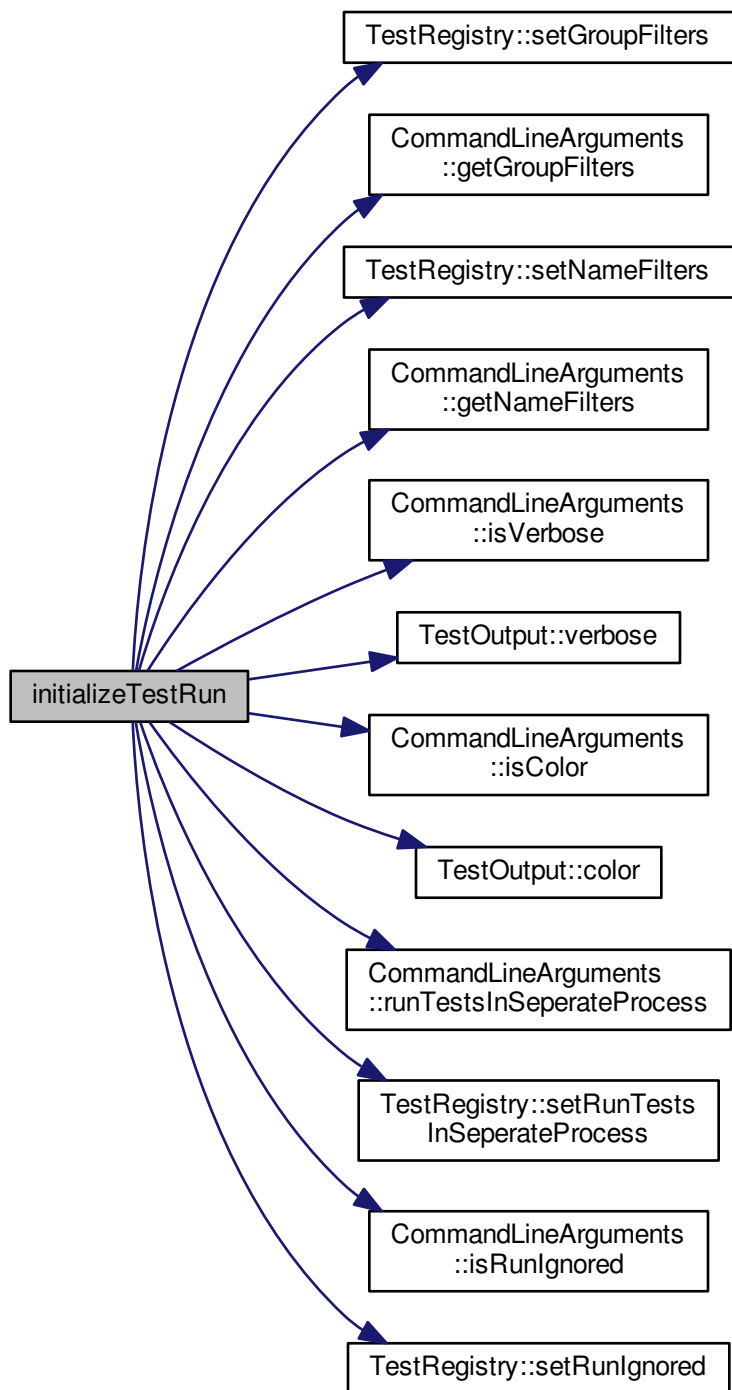 TestRegistry::setGroupFilters
CommandLineArguments
::getGroupFilters
TestRegistry::setNameFilters
CommandLineArguments
::getNameFilters
CommandLineArguments
::isVerbose
TestOutput::verbose
initializeTestRun
CommandLineArguments
::isColor
TestOutput::color
CommandLineArguments
::runTestsInSeperateProcess
TestRegistry::setRunTests
InSeperateProcess
CommandLineArguments
::isRunIgnored
TestRegistry::setRunIgnored